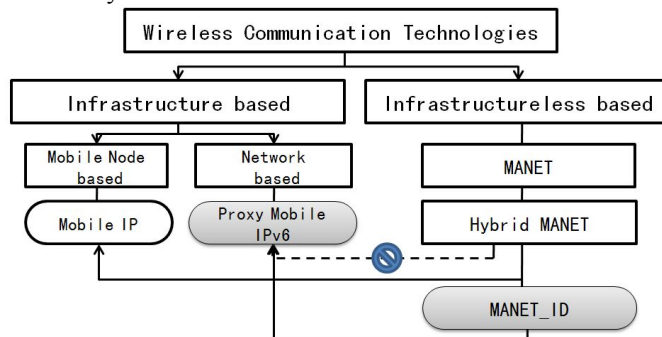 Wireless Communication Technologies
Infrastructure based
Infrastructureless based
Mobile Node
based
Network
based
MANET
Mobile IP
Proxy Mobile
IPv6
Hybrid MANET
MANET_ID